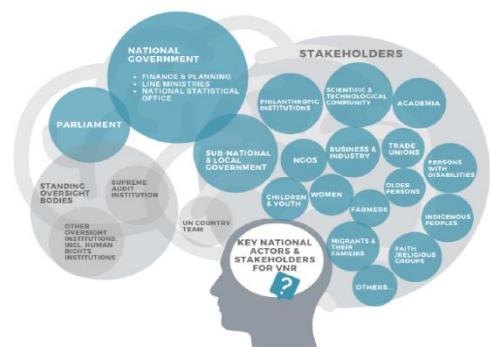 NATIONAL
GOVERNMENT
• FINANCE & PLANNING
• LINE MINISTRIES
• NATIONAL STATISTICAL
OFFICE
PARLIAMENT
SUB-NATIONAL
& LOCAL
GOVERNMENT
STANDING
OVERSIGHT
BODIES
SUPREME
AUDIT
INSTITUTION
OTHER
OVERSIGHT
INSTITUTIONS,
INCL. HUMAN
RIGHTS
INSTITUTIONS
UN COUNTRY
TEAM
STAKEHOLDERS
PHILANTHROPIC
INSTITUTIONS
SCIENTIFIC &
TECHNOLOGICAL
COMMUNITY
ACADEMIA
NGOS
BUSINESS &
INDUSTRY
TRADE
UNIONS
PERSONS
WITH
DISABILITIES
CHILDREN
& YOUTH
WOMEN
OLDER
PERSONS
FARMERS
INDIGENOUS
PEOPLES
MIGRANTS &
THEIR
FAMILIES
FAITH
/RELIGIOUS
GROUPS
OTHERS...
KEY NATIONAL
ACTORS &
STAKEHOLDERS
FOR VNR
?